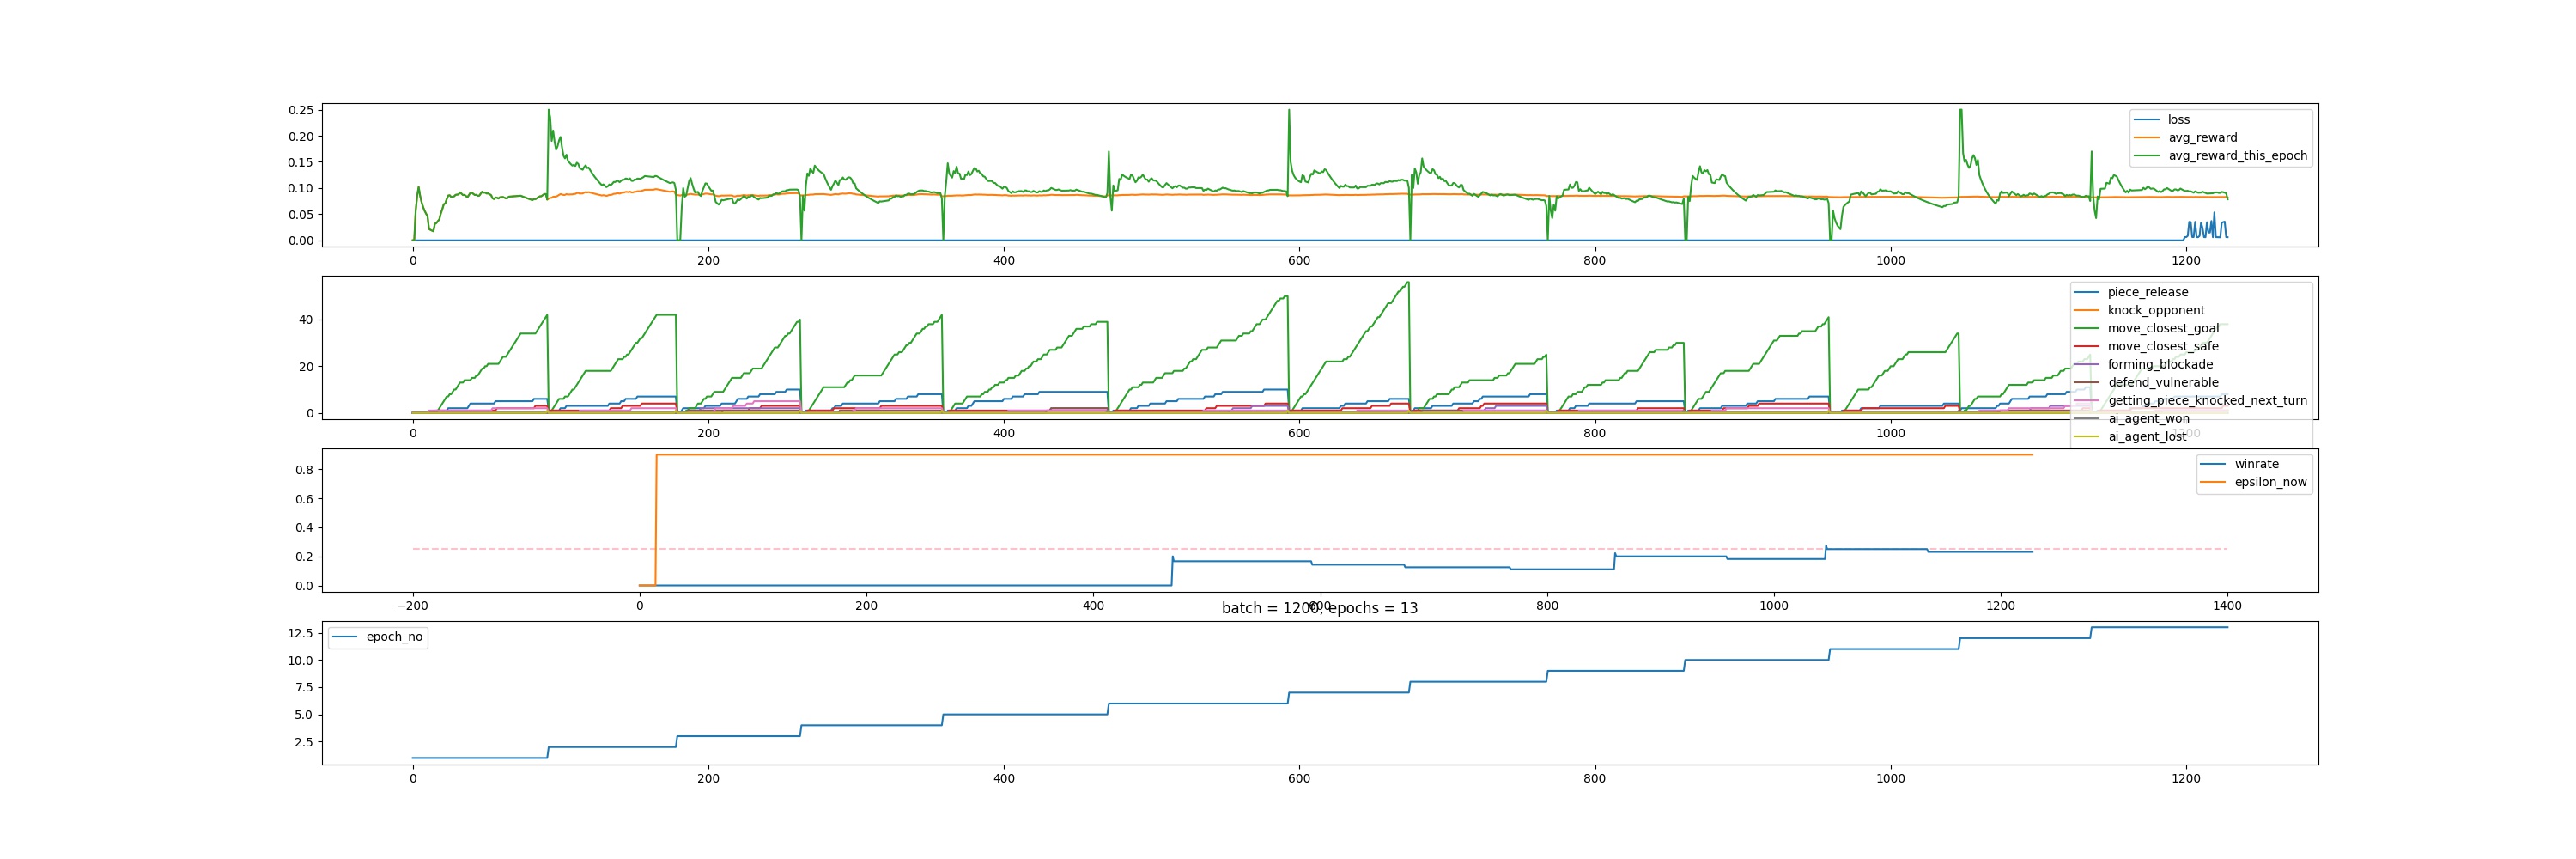 0.25
0.20
0.15
0.10
0.05
0.00
loss
avg_reward
avg_reward_this_epoch
0 200 400 600 800 1000 1200
40
20
0
piece_release
knock_opponent
move_closest_goal
move_closest_safe
forming_blockade
defend_vulnerable
getting_piece_knocked_next_turn
ai_agent_won
ai_agent_lost
0 200 400 600 800 1000 1200
0.8
0.6
0.4
0.2
0.0
winrate
epsilon_now
−200 0 200 400 600 800 1000 1200 1400
batch = 1200, epochs = 13
12.5
10.0
7.5
5.0
2.5
epoch_no
0 200 400 600 800 1000 1200